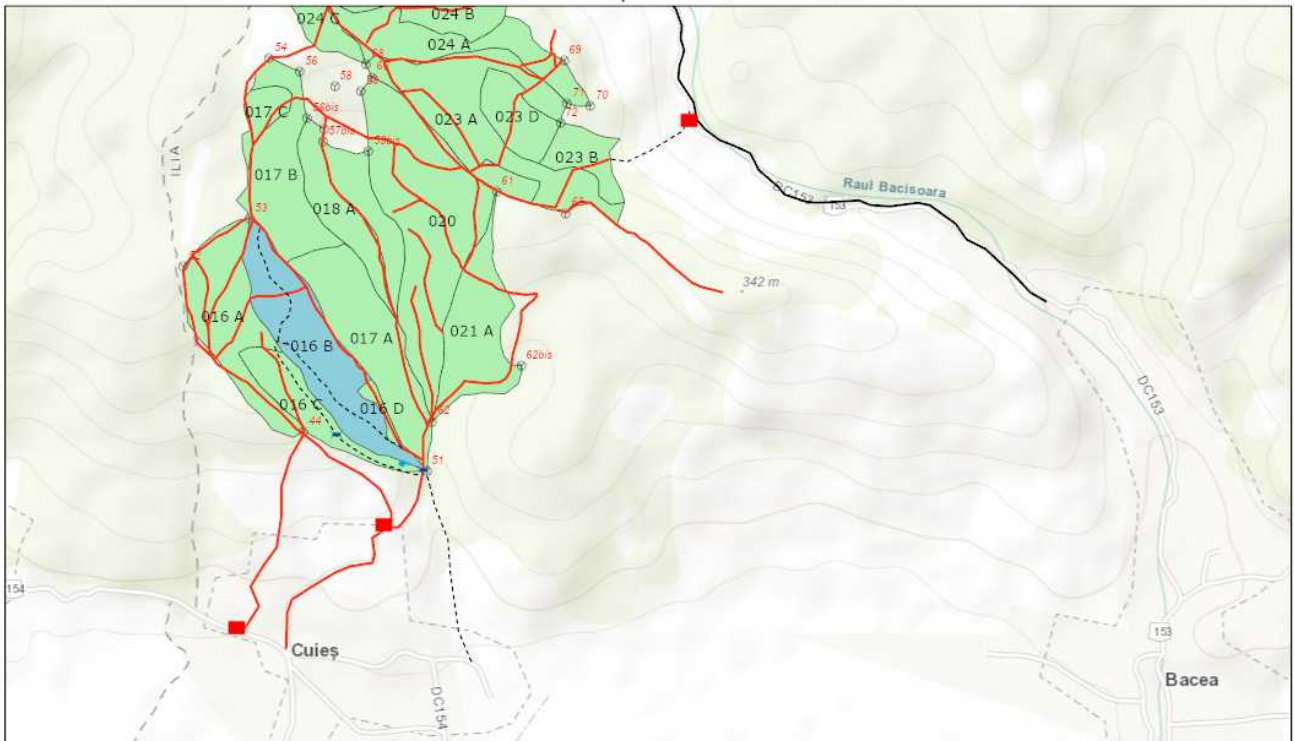 024 C
024 B
024 A
54
56
58
68
69
71
70
72
017 C
56bis
57bis
59bis
023 A
023 D
023 B
ILIA
017 B
61
Raul Bacisoara
DC153
153
018 A
020
53
342 m
016 A
016 B
017 A
021 A
62bis
DC153
016 C
016 D
44
62
51
154
Cuieș
153
DC154
Bacea